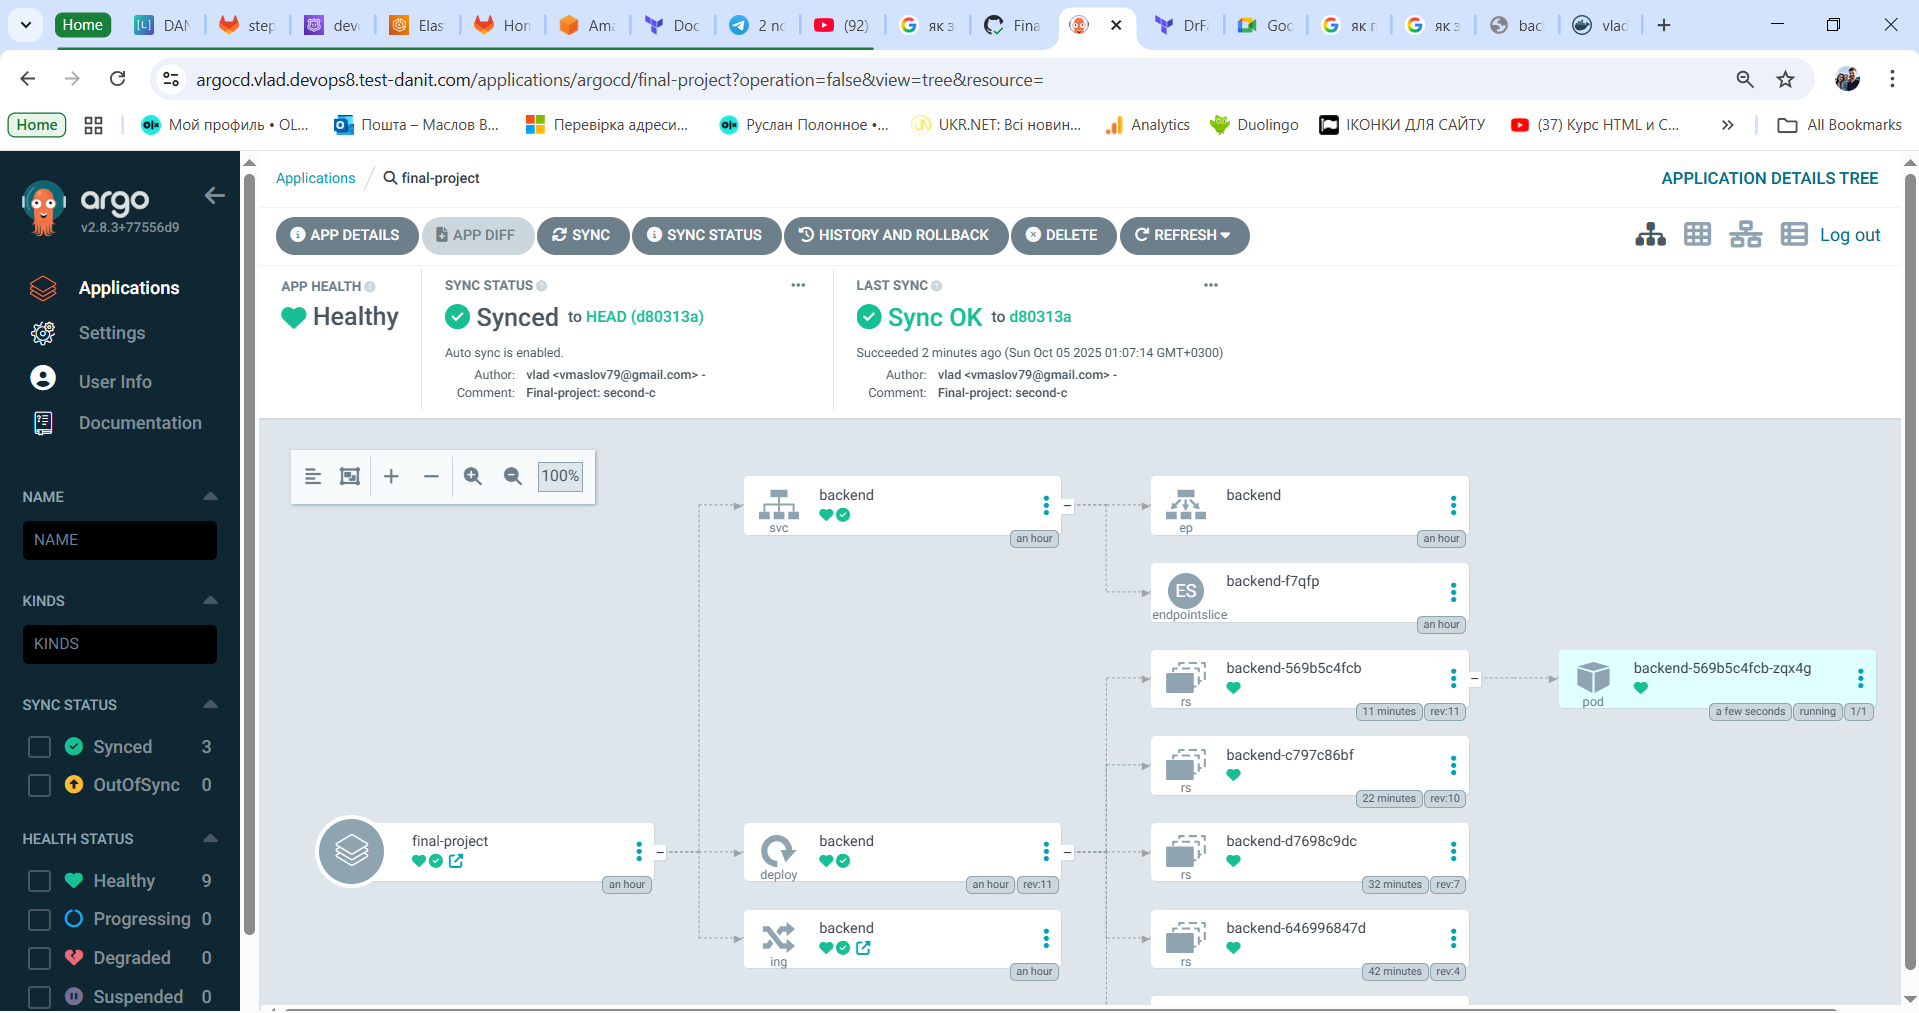 Home
DAN
step
dev
Elas
Hon
Ama
Doc
2 no
(92)
як з
Fina
DrFa
Goo
як п
як з
bac
vlad
argocd.vlad.devops8.test-danit.com/applications/argocd/final-project?operation=false&view=tree&resource=
Home
Мой профиль • OL...
Пошта – Маслов В...
Перевірка адреси...
Руслан Полонное •...
UKR.NET: Всі новин...
Analytics
Duolingo
ІКОНКИ ДЛЯ САЙТУ
(37) Курс HTML и C...
All Bookmarks
argo
v2.8.3+77556d9
Applications
Settings
User Info
Documentation
NAME
NAME
KINDS
KINDS
SYNC STATUS
Synced 3
OutOfSync 0
HEALTH STATUS
Healthy 9
Progressing 0
Degraded 0
Suspended 0
Applications / final-project
APPLICATION DETAILS TREE
APP DETAILS
APP DIFF
SYNC
SYNC STATUS
HISTORY AND ROLLBACK
DELETE
REFRESH
Log out
APP HEALTH
Healthy
SYNC STATUS
Synced to HEAD (d80313a)
Auto sync is enabled.
Author: vlad <vmaslov79@gmail.com> -
Comment: Final-project: second-c
LAST SYNC
Sync OK to d80313a
Succeeded 2 minutes ago (Sun Oct 05 2025 01:07:14 GMT+0300)
Author: vlad <vmaslov79@gmail.com> -
Comment: Final-project: second-c
100%
final-project
an hour
backend
svc
an hour
backend
deploy
an hour rev:11
backend
ing
an hour
backend
ep
an hour
ES
backend-f7qfp
endpointslice
an hour
backend-569b5c4fcb
rs
11 minutes rev:11
backend-c797c86bf
rs
22 minutes rev:10
backend-d7698c9dc
rs
32 minutes rev:7
backend-646996847d
rs
42 minutes rev:4
backend-569b5c4fcb-zqx4g
pod
a few seconds running 1/1